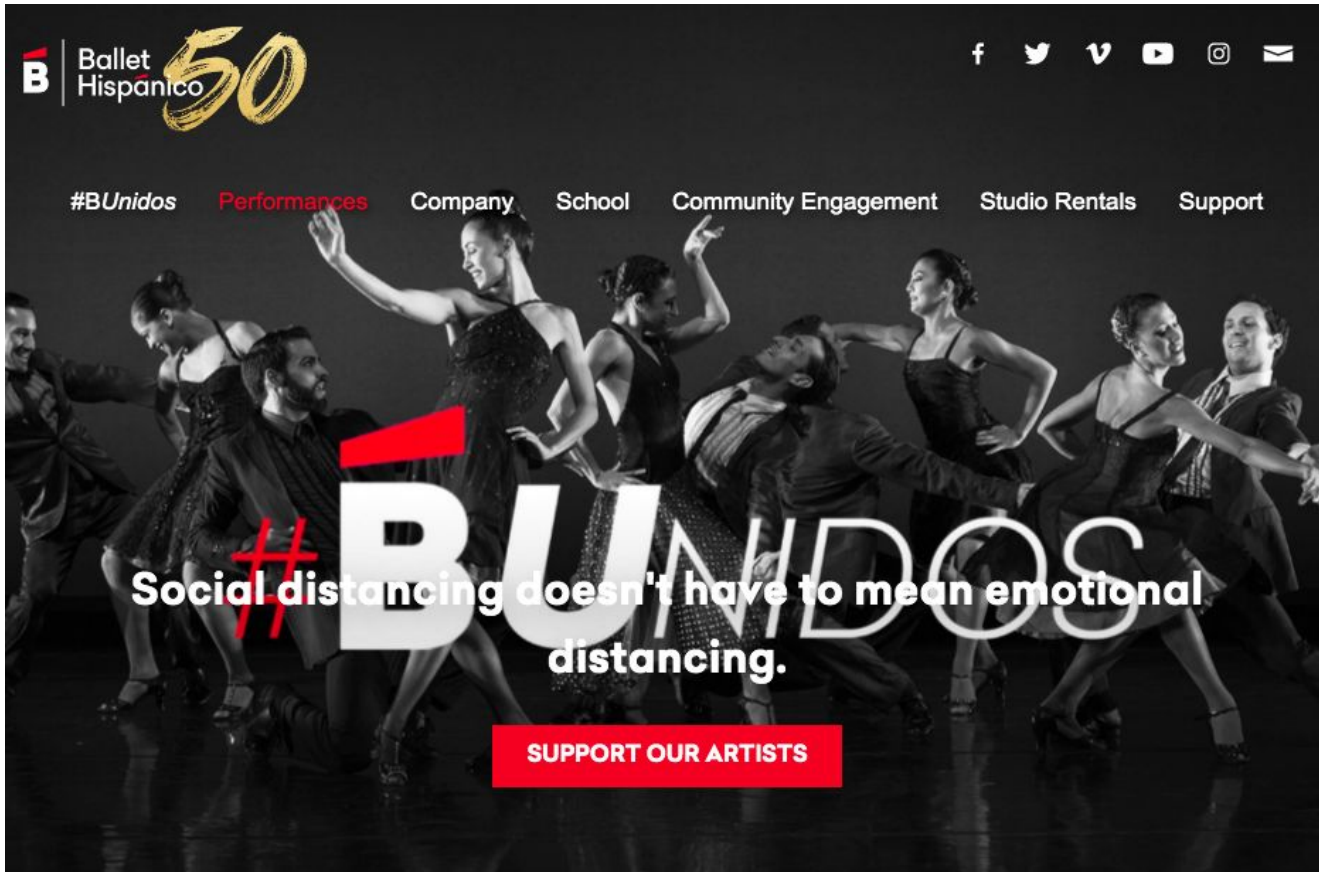 B
Ballet
Hispánico
50
#BUnidos Performances Company School Community Engagement Studio Rentals Support
#BUNIDOS
Social distancing doesn't have to mean emotional
distancing.
SUPPORT OUR ARTISTS